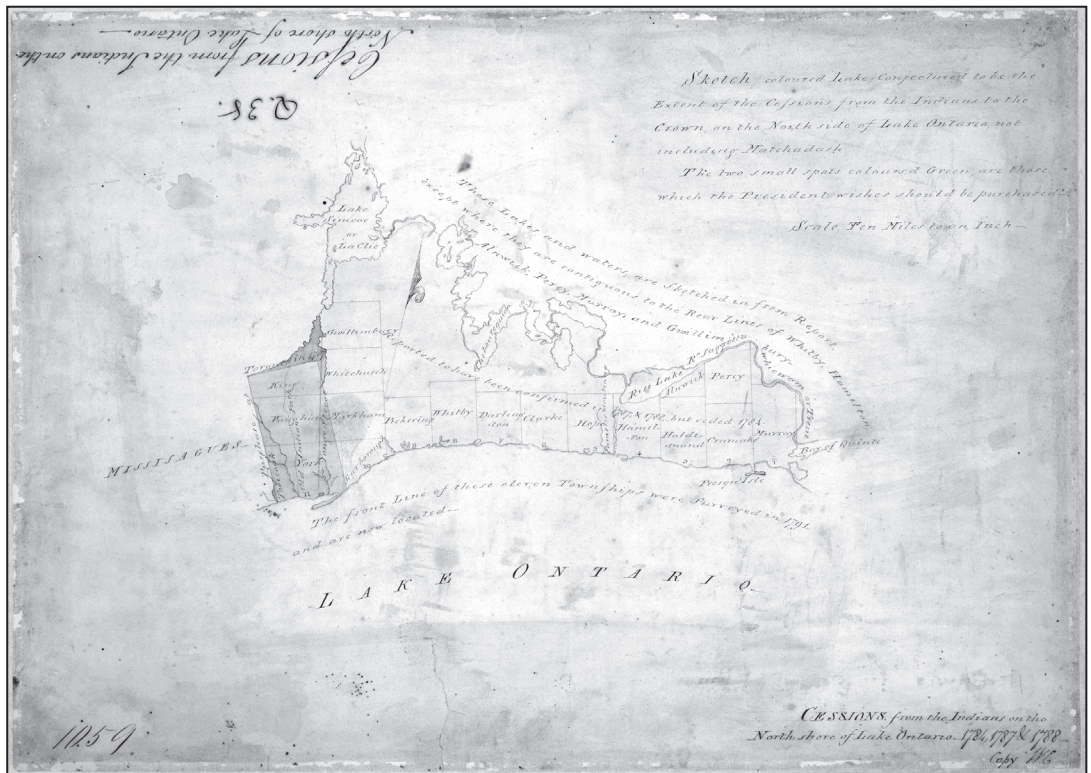 Cessions from the Indians on the
North shore of Lake Ontario—
Q.38.
Sketch coloured Lake, Conjectured to be the
Extent of the Cessions from the Indians to the
Crown, on the North side of Lake Ontario, not
including Matchadash
The two small spots coloured Green, are those
which the President wishes should be purchased
Scale Ten Miles to an Inch—
These Lakes and waters, are Sketched in from Report
except where they are contiguous to the Rear Lines of Whitby, Hamilton,
Alnwick, Percy, Murray, and Gwillimbury
Lake
Simcoe
or
La Clie
Gwillimbury
Whitchurch
Reported to have been confirmed in 1787 & 1788, but ceded 1784
Rice Lake
Alnwick
Percy
King
Vaughan
York
Markham
Pickering
Whitby
Darling
ton
Clarke
Hope
Hamil
ton
Haldi
mand
Cramahe
Murray
Bay of Quinte
Presqu Isle
MISSISAGUES
The front Line of these eleven Townships were Surveyed in 1791
and are now located—
LAKE ONTARIO—
1059
CESSIONS, from the Indians on the
North shore of Lake Ontario. 1784, 1787 & 1788—
Copy